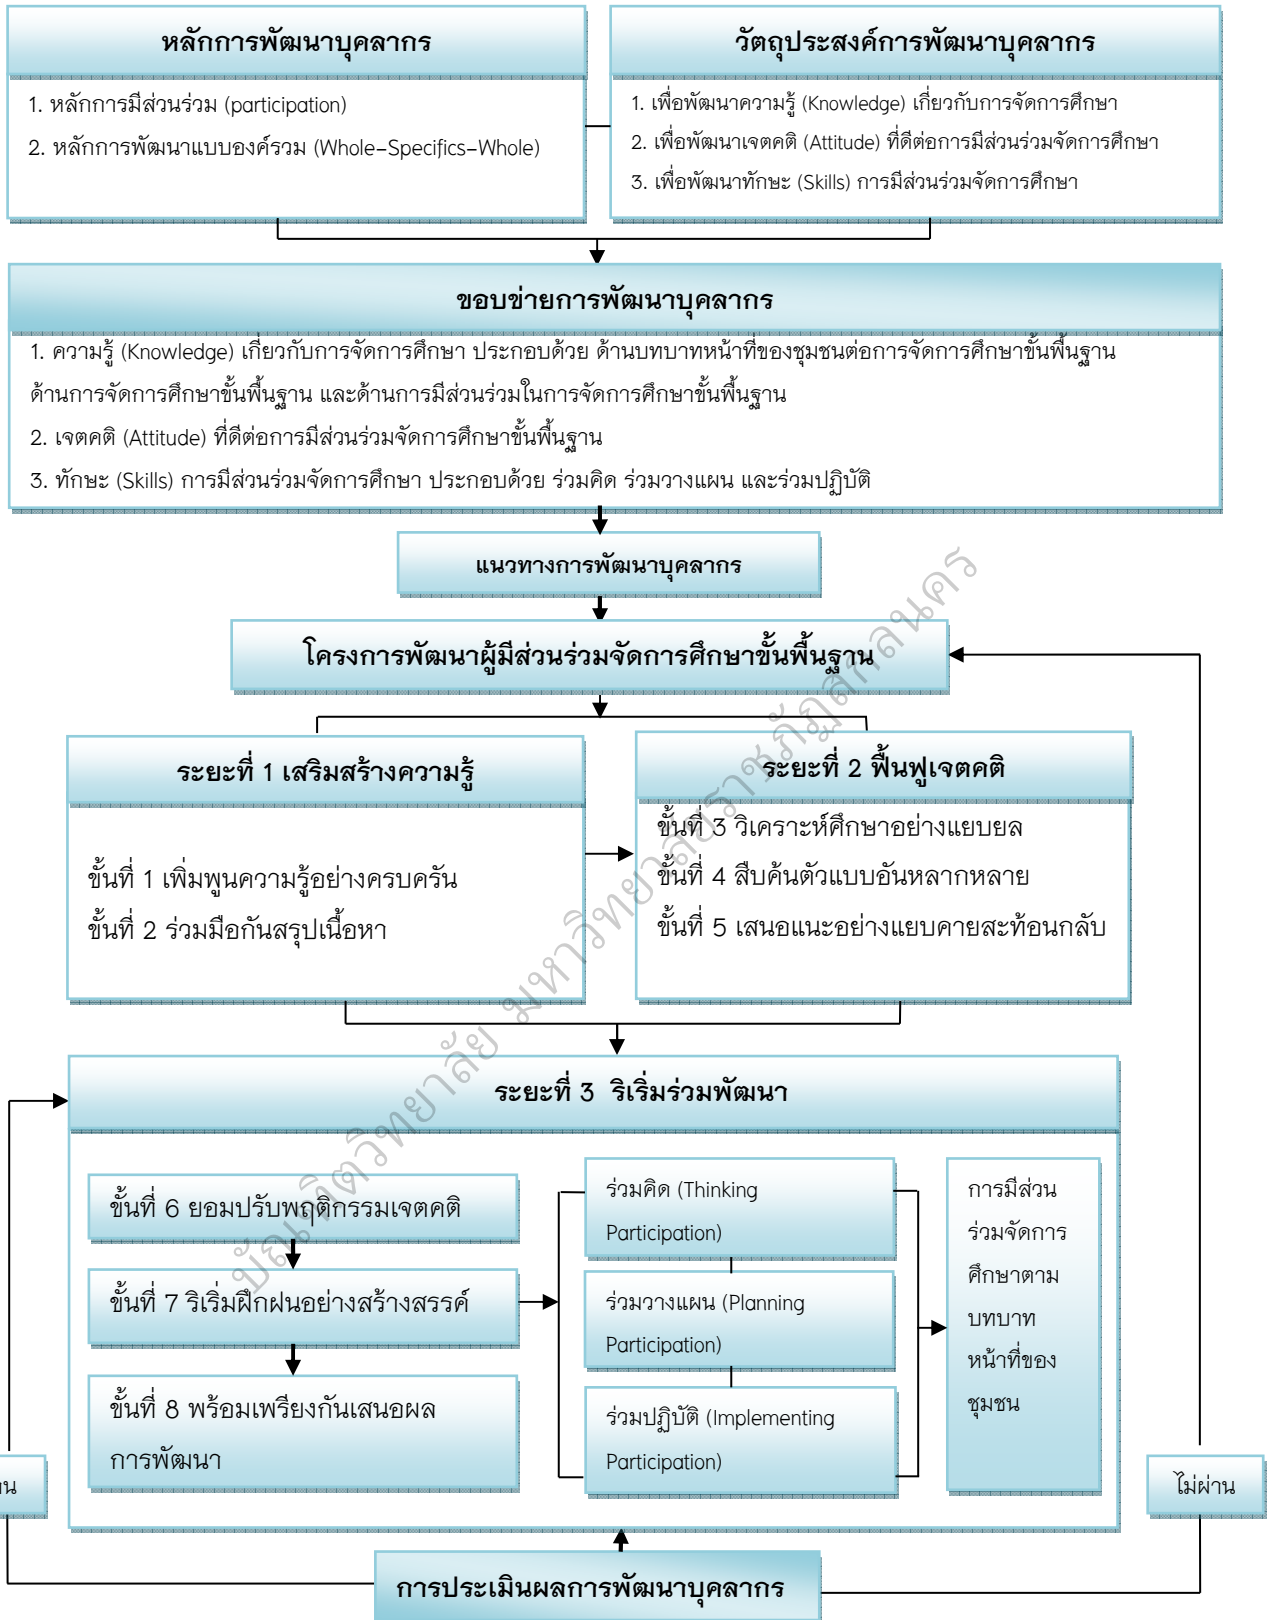 หลักการพัฒนาบุคลากร
1. หลักการมีส่วนร่วม (participation)
2. หลักการพัฒนาแบบองค์รวม (Whole-Specifics-Whole)
วัตถุประสงค์การพัฒนาบุคลากร
1. เพื่อพัฒนาความรู้ (Knowledge) เกี่ยวกับการจัดการศึกษา
2. เพื่อพัฒนาเจตคติ (Attitude) ที่ดีต่อการมีส่วนร่วมจัดการศึกษา
3. เพื่อพัฒนาทักษะ (Skills) การมีส่วนร่วมจัดการศึกษา
ขอบข่ายการพัฒนาบุคลากร
1. ความรู้ (Knowledge) เกี่ยวกับการจัดการศึกษา ประกอบด้วย ด้านบทบาทหน้าที่ของชุมชนต่อการจัดการศึกษาขั้นพื้นฐาน
ด้านการจัดการศึกษาขั้นพื้นฐาน และด้านการมีส่วนร่วมในการจัดการศึกษาขั้นพื้นฐาน
2. เจตคติ (Attitude) ที่ดีต่อการมีส่วนร่วมจัดการศึกษาขั้นพื้นฐาน
3. ทักษะ (Skills) การมีส่วนร่วมจัดการศึกษา ประกอบด้วย ร่วมคิด ร่วมวางแผน และร่วมปฏิบัติ
แนวทางการพัฒนาบุคลากร
โครงการพัฒนาผู้มีส่วนร่วมจัดการศึกษาขั้นพื้นฐาน
ระยะที่ 1 เสริมสร้างความรู้
ขั้นที่ 1 เพิ่มพูนความรู้อย่างครบครัน
ขั้นที่ 2 ร่วมมือกันสรุปเนื้อหา
ระยะที่ 2 ฟื้นฟูเจตคติ
ขั้นที่ 3 วิเคราะห์ศึกษาอย่างแยบยล
ขั้นที่ 4 สืบค้นตัวแบบอันหลากหลาย
ขั้นที่ 5 เสนอแนะอย่างแยบคายสะท้อนกลับ
ระยะที่ 3 ริเริ่มร่วมพัฒนา
ขั้นที่ 6 ยอมปรับพฤติกรรมเจตคติ
ขั้นที่ 7 ริเริ่มฝึกฝนอย่างสร้างสรรค์
ขั้นที่ 8 พร้อมเพรียงกันเสนอผล
การพัฒนา
ร่วมคิด (Thinking
Participation)
ร่วมวางแผน (Planning
Participation)
ร่วมปฏิบัติ (Implementing
Participation)
การมีส่วน
ร่วมจัดการ
ศึกษาตาม
บทบาท
หน้าที่ของ
ชุมชน
ไม่ผ่าน
การประเมินผลการพัฒนาบุคลากร
บัณฑิตวิทยาลัย มหาวิทยาลัยราชภัฏสกลนคร